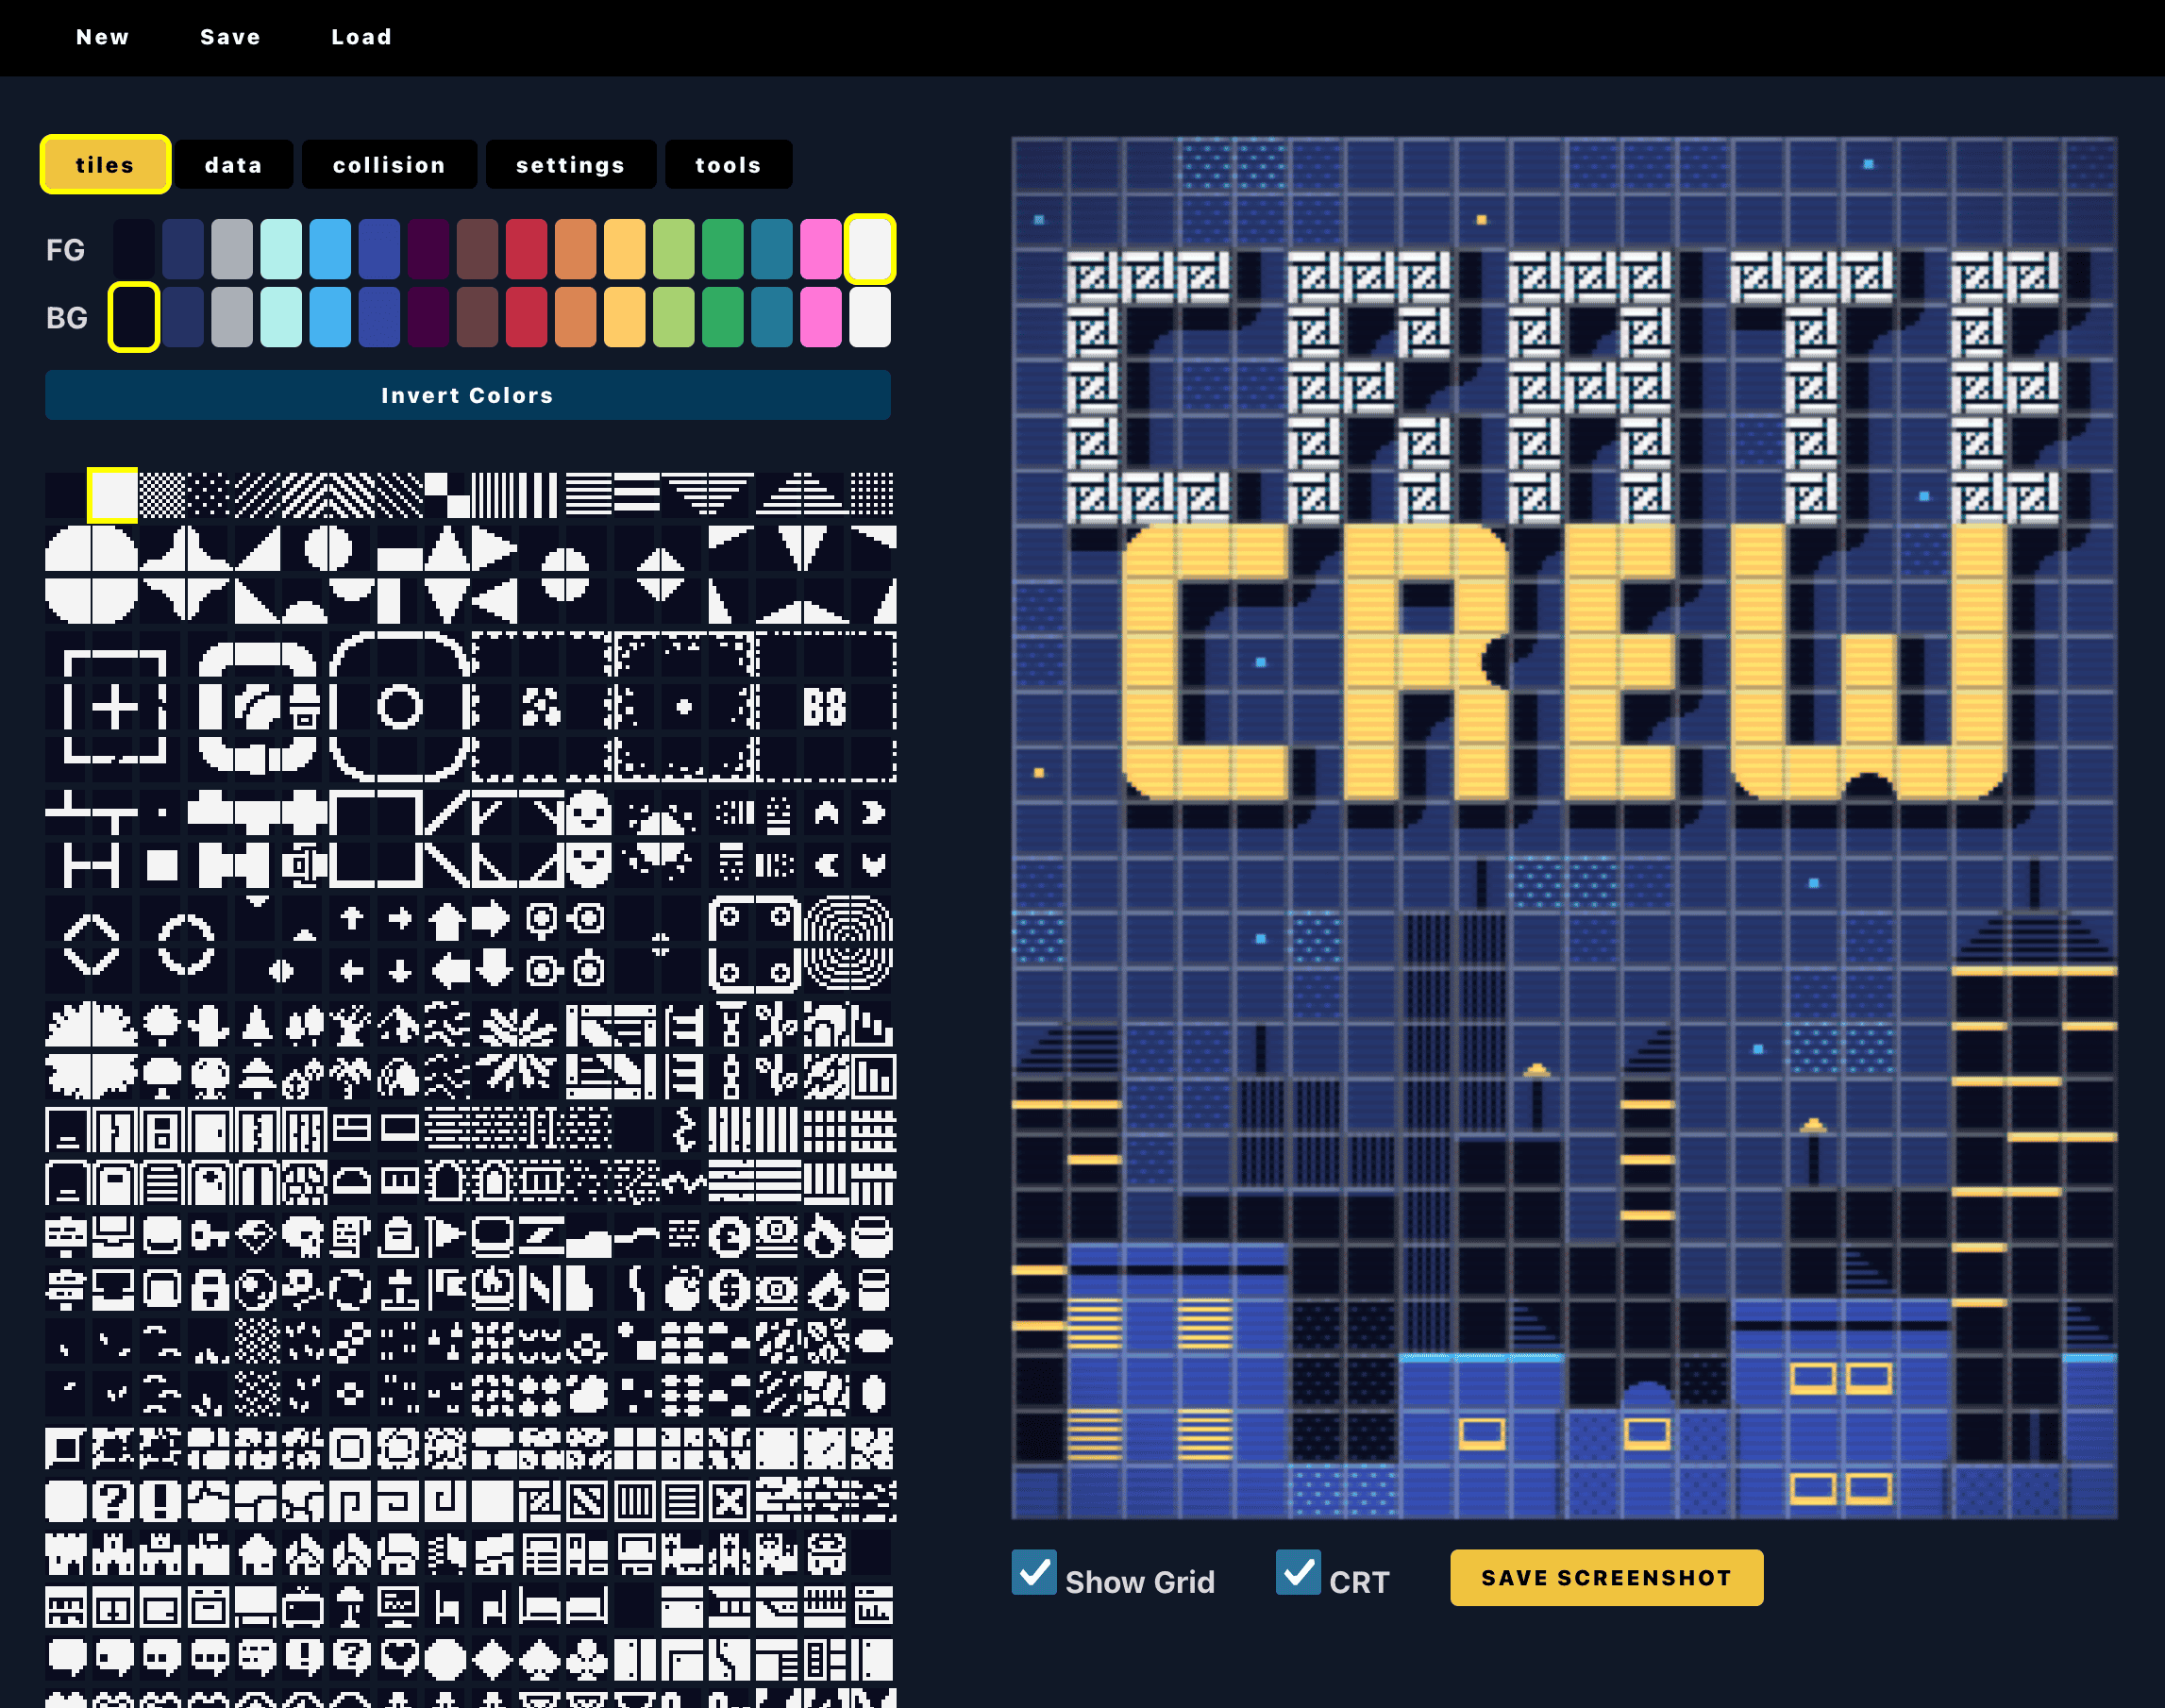 New Save Load
tiles data collision settings tools
FG
BG
Invert Colors
CRATE
CREW
Show Grid CRT SAVE SCREENSHOT